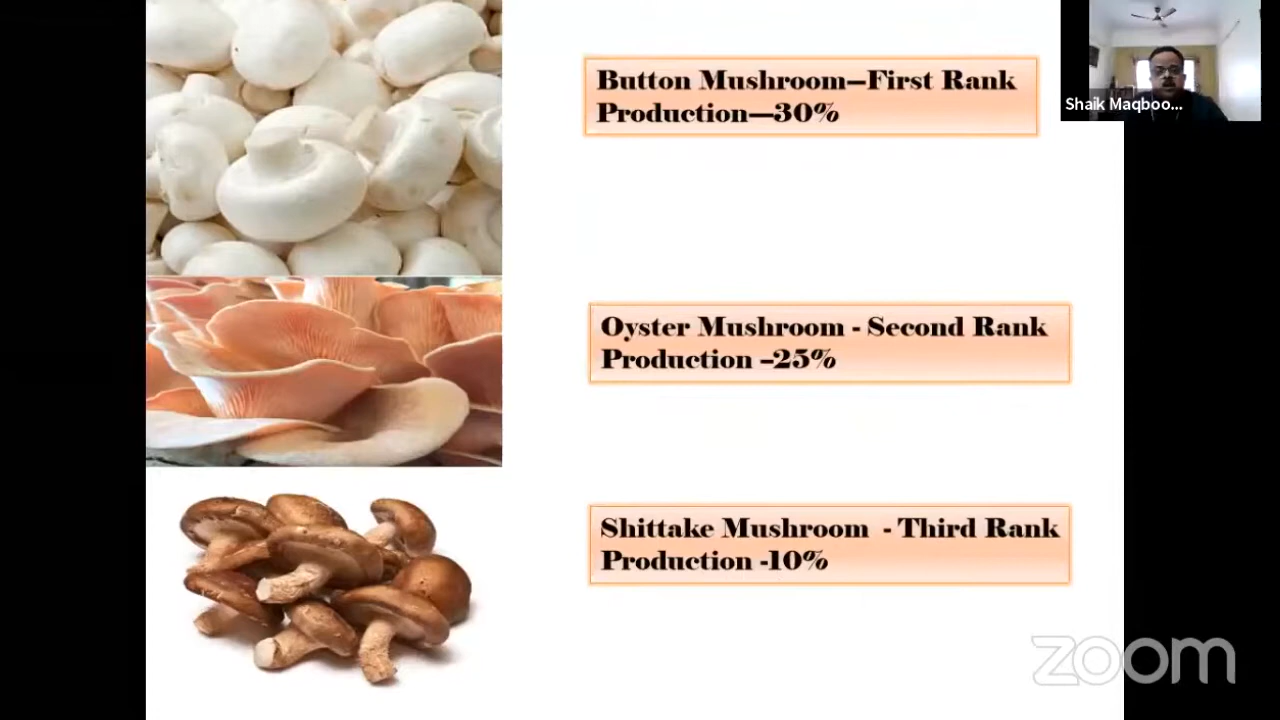 Button Mushroom—First Rank
Production—30%
Shaik Maqboo...
Oyster Mushroom - Second Rank
Production –25%
Shittake Mushroom - Third Rank
Production -10%
zoom